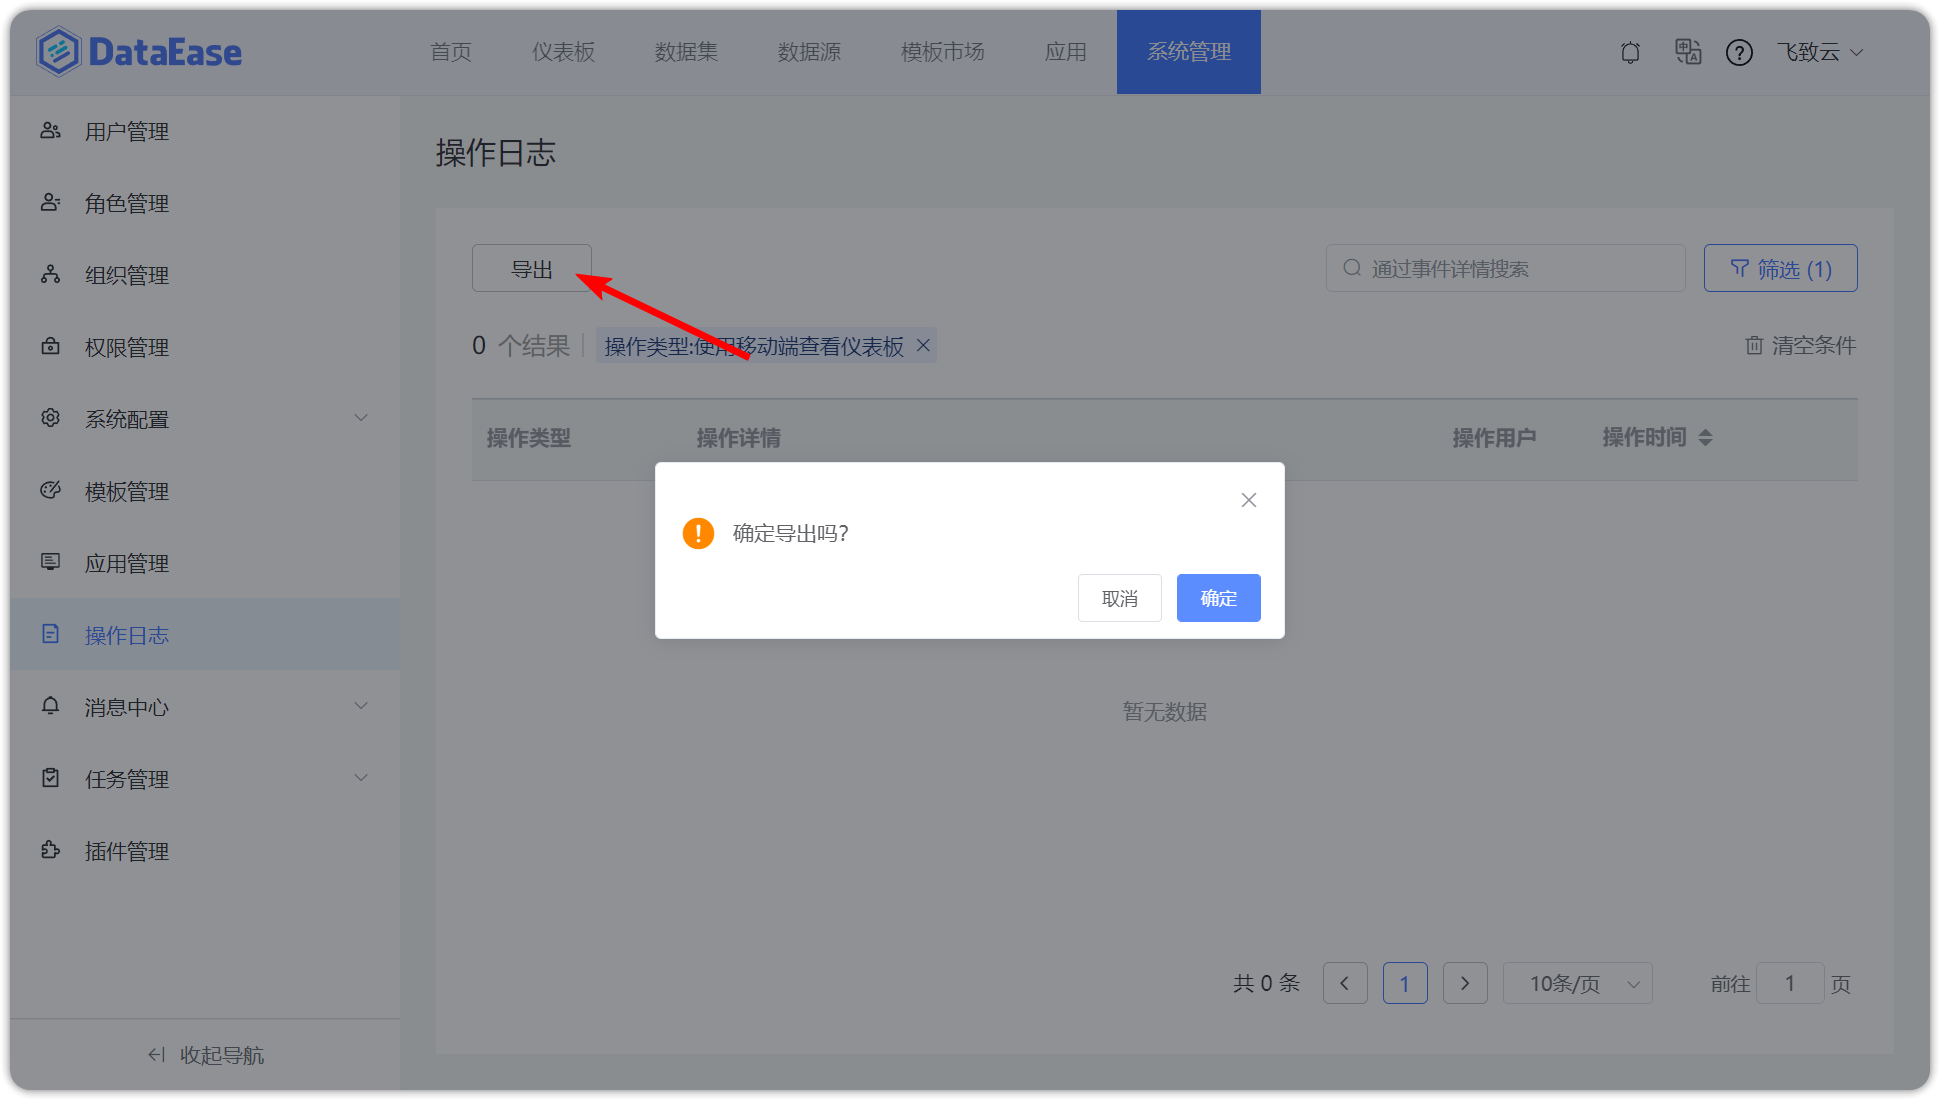 DataEase 首页 仪表板 数据集 数据源 模板市场 应用 系统管理 飞致云
用户管理
角色管理
组织管理
权限管理
系统配置
模板管理
应用管理
操作日志
消息中心
任务管理
插件管理
收起导航
操作日志
导出 通过事件详情搜索 筛选 (1)
0 个结果 操作类型:使用移动端查看仪表板 清空条件
操作类型 操作详情 操作用户 操作时间
确定导出吗?
取消 确定
暂无数据
共 0 条 1 10条/页 前往 1 页